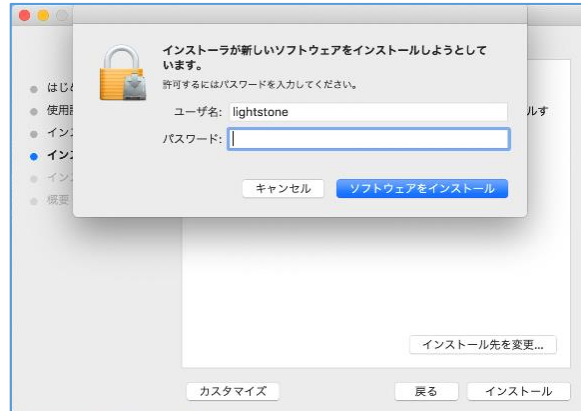 インストーラが新しいソフトウェアをインストールしようとして
います。
許可するにはパスワードを入力してください。
ユーザ名: lightstone
パスワード:
キャンセル
ソフトウェアをインストール
はじ
使用
イン
インス
イン
概要
ルす
インストール先を変更...
カスタマイズ
戻る
インストール